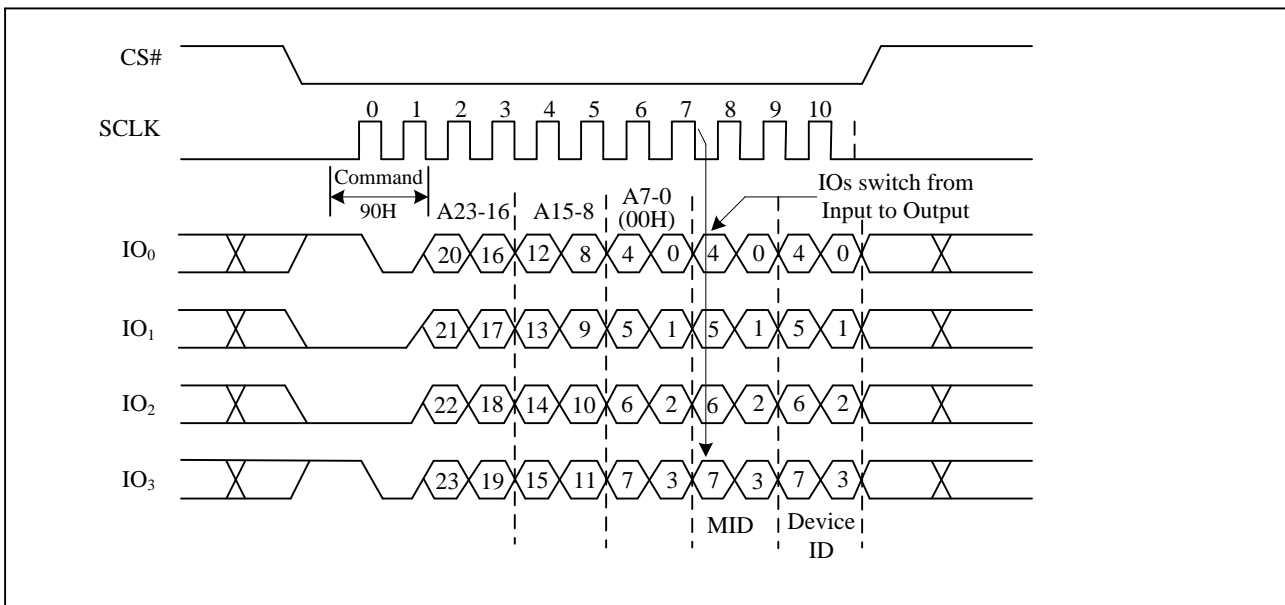 CS#
0 1 2 3 4 5 6 7 8 9 10
SCLK
Command
90H
A23-16 A15-8 A7-0
(00H)
IOs switch from
Input to Output
IO0 20 16 12 8 4 0 4 0 4 0
IO1 21 17 13 9 5 1 5 1 5 1
IO2 22 18 14 10 6 2 6 2 6 2
IO3 23 19 15 11 7 3 7 3 7 3
MID Device
ID